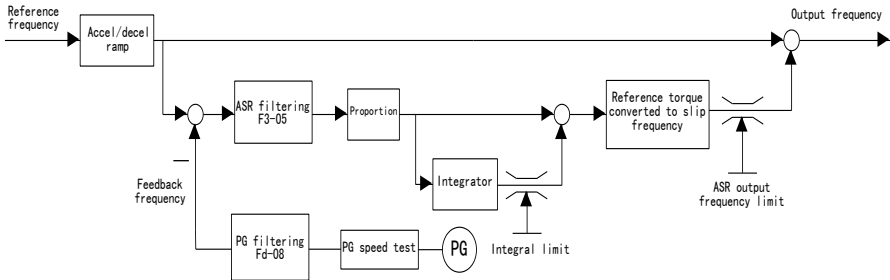 Reference
frequency
Accel/decel
ramp
Output frequency
ASR filtering
F3-05
Proportion
Reference torque
converted to slip
frequency
Feedback
frequency
Integrator
ASR output
frequency limit
PG filtering
Fd-08
PG speed test
PG
Integral limit